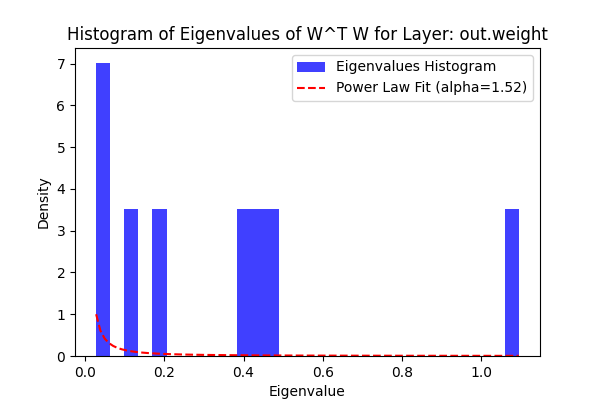 Histogram of Eigenvalues of W^T W for Layer: out.weight
Eigenvalues Histogram
Power Law Fit (alpha=1.52)
Density
7
6
5
4
3
2
1
0
0.0 0.2 0.4 0.6 0.8 1.0
Eigenvalue